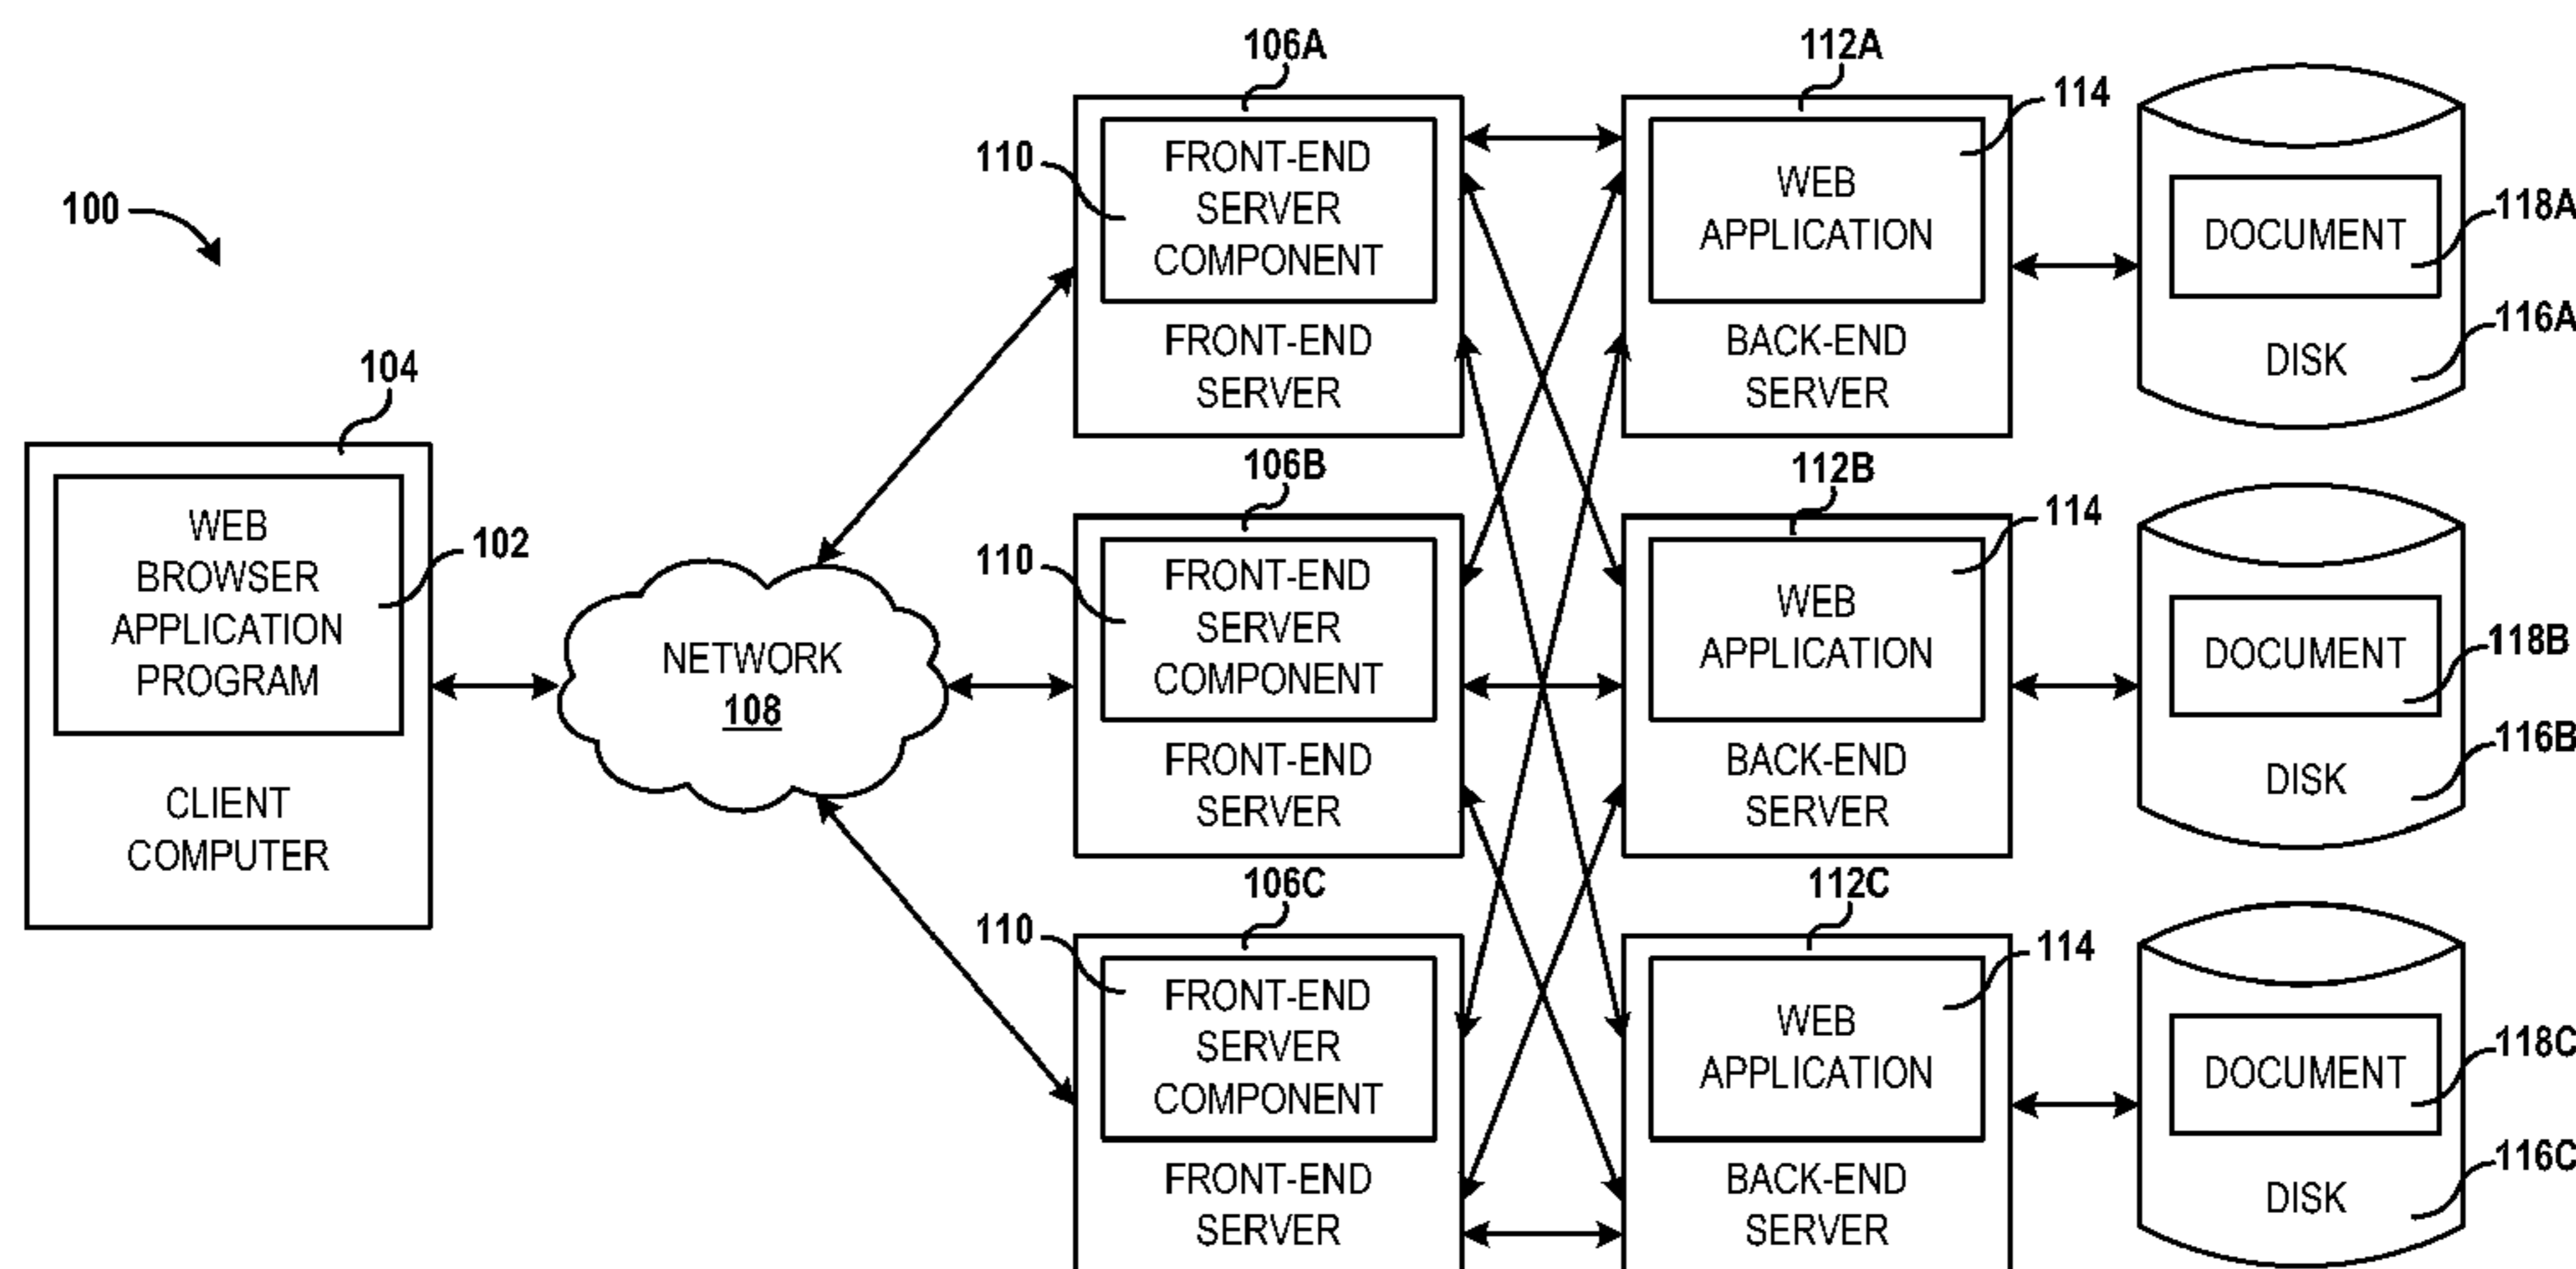 100
104
WEB
BROWSER
APPLICATION
PROGRAM
102
CLIENT
COMPUTER
NETWORK
108
106A
110
FRONT-END
SERVER
COMPONENT
FRONT-END
SERVER
106B
110
FRONT-END
SERVER
COMPONENT
FRONT-END
SERVER
106C
110
FRONT-END
SERVER
COMPONENT
FRONT-END
SERVER
112A
114
WEB
APPLICATION
BACK-END
SERVER
112B
114
WEB
APPLICATION
BACK-END
SERVER
112C
114
WEB
APPLICATION
BACK-END
SERVER
DOCUMENT
118A
116A
DISK
DOCUMENT
118B
116B
DISK
DOCUMENT
118C
116C
DISK